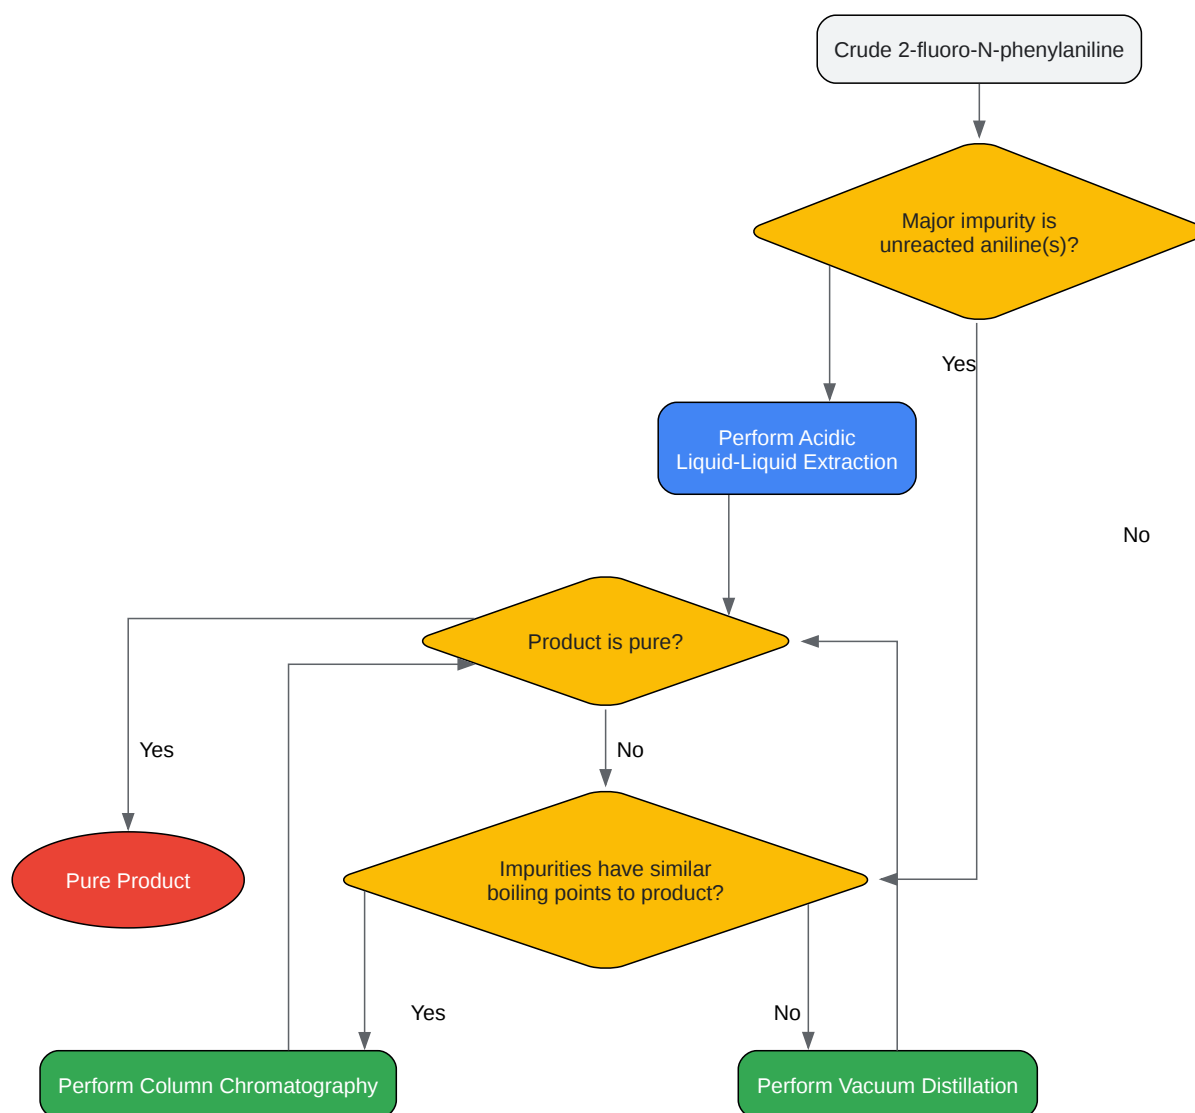 Crude 2-fluoro-N-phenylaniline
Major impurity is
unreacted aniline(s)?
Yes
Perform Acidic
Liquid-Liquid Extraction
No
Product is pure?
Yes
No
Impurities have similar
boiling points to product?
Pure Product
Yes
No
Perform Column Chromatography
Perform Vacuum Distillation